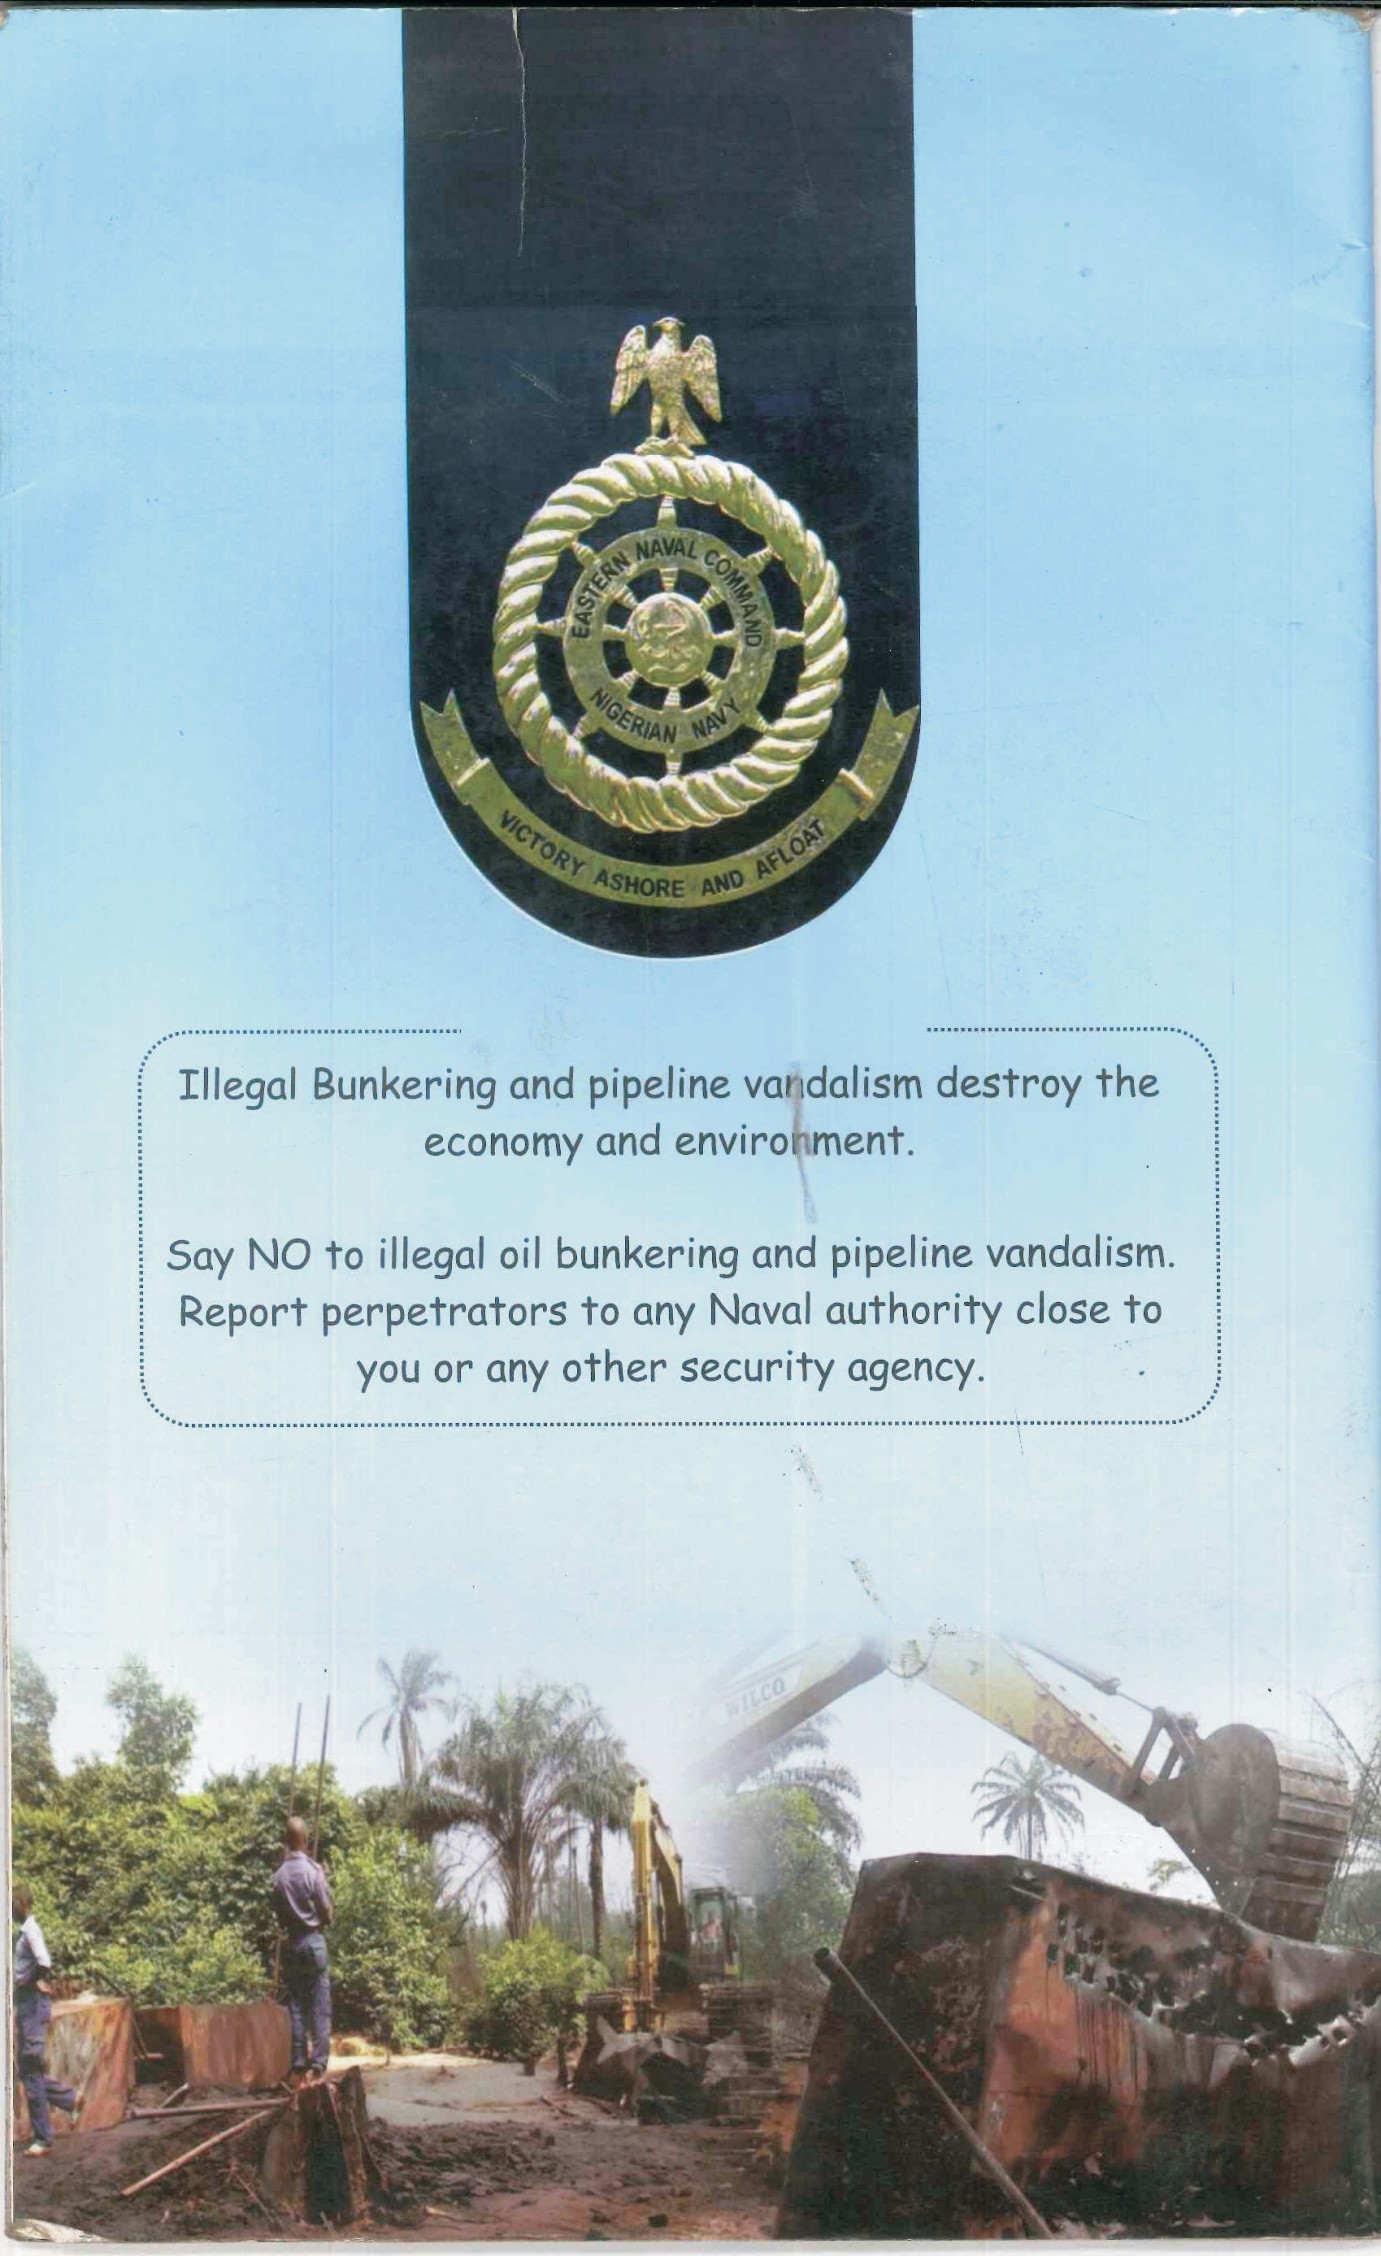 EASTERN NAVAL COMMAND
NIGERIAN NAVY
VICTORY ASHORE AND AFLOAT
Illegal Bunkering and pipeline vandalism destroy the
economy and environment.
Say NO to illegal oil bunkering and pipeline vandalism.
Report perpetrators to any Naval authority close to
you or any other security agency.
WILCO